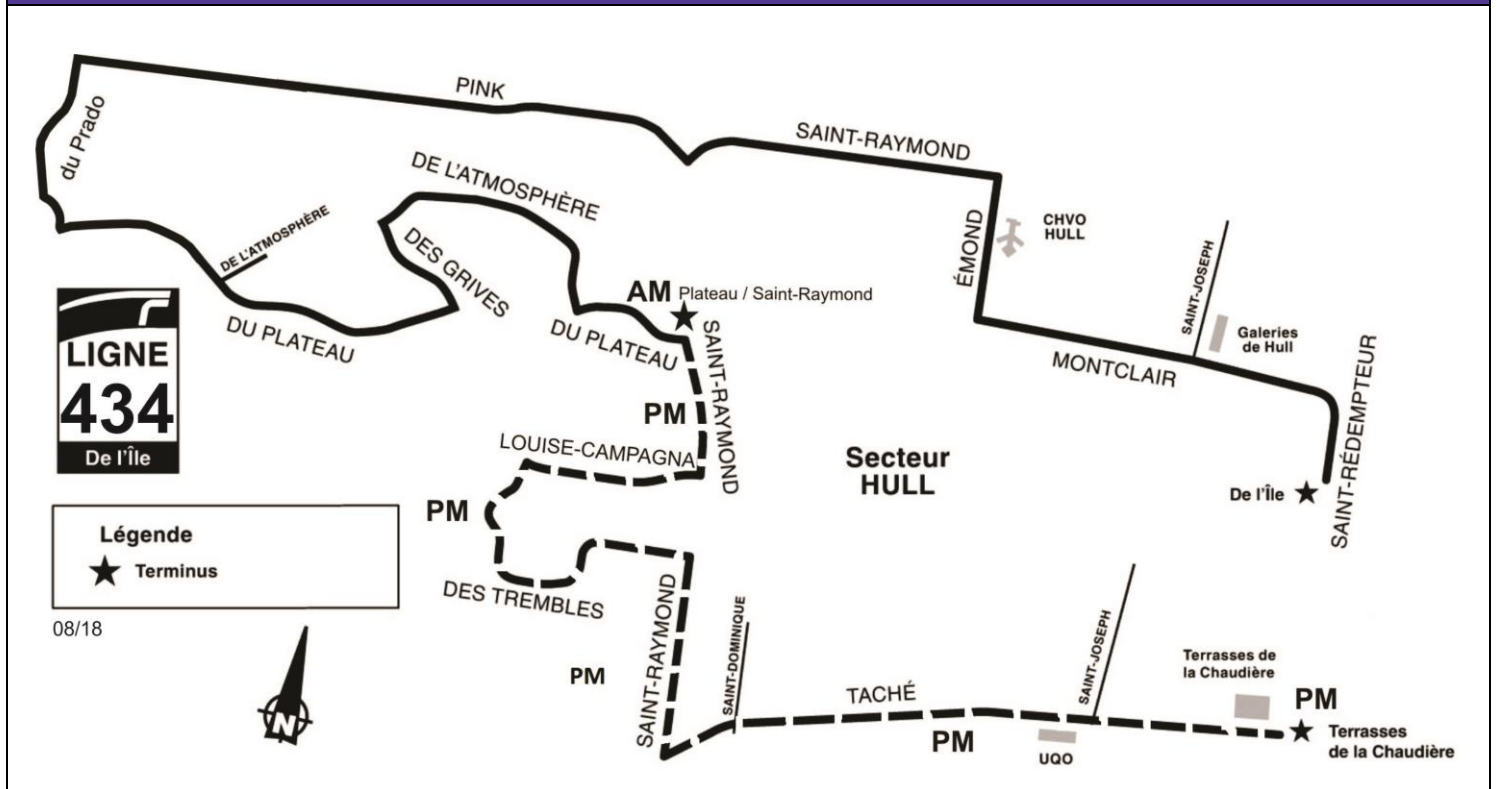 PINK
SAINT-RAYMOND
du Prado
DE L'ATMOSPHÈRE
DE L'ATMOSPHÈRE
DES GRIVES
ÉMOND
CHVO
HULL
SAINT-JOSEPH
AM Plateau / Saint-Raymond
DU PLATEAU
DU PLATEAU
SAINT-RAYMOND
Galeries
de Hull
MONTCLAIR
SAINT-RÉDEMPTEUR
LIGNE
434
De l'Île
PM
LOUISE-CAMPAGNA
Secteur
HULL
De l'Île
PM
Légende
Terminus
08/18
DES TREMBLES
PM
SAINT-RAYMOND
SAINT-DOMINIQUE
TACHÉ
SAINT-JOSEPH
PM
UQO
Terrasses de
la Chaudière
PM
Terrasses
de la Chaudière
N